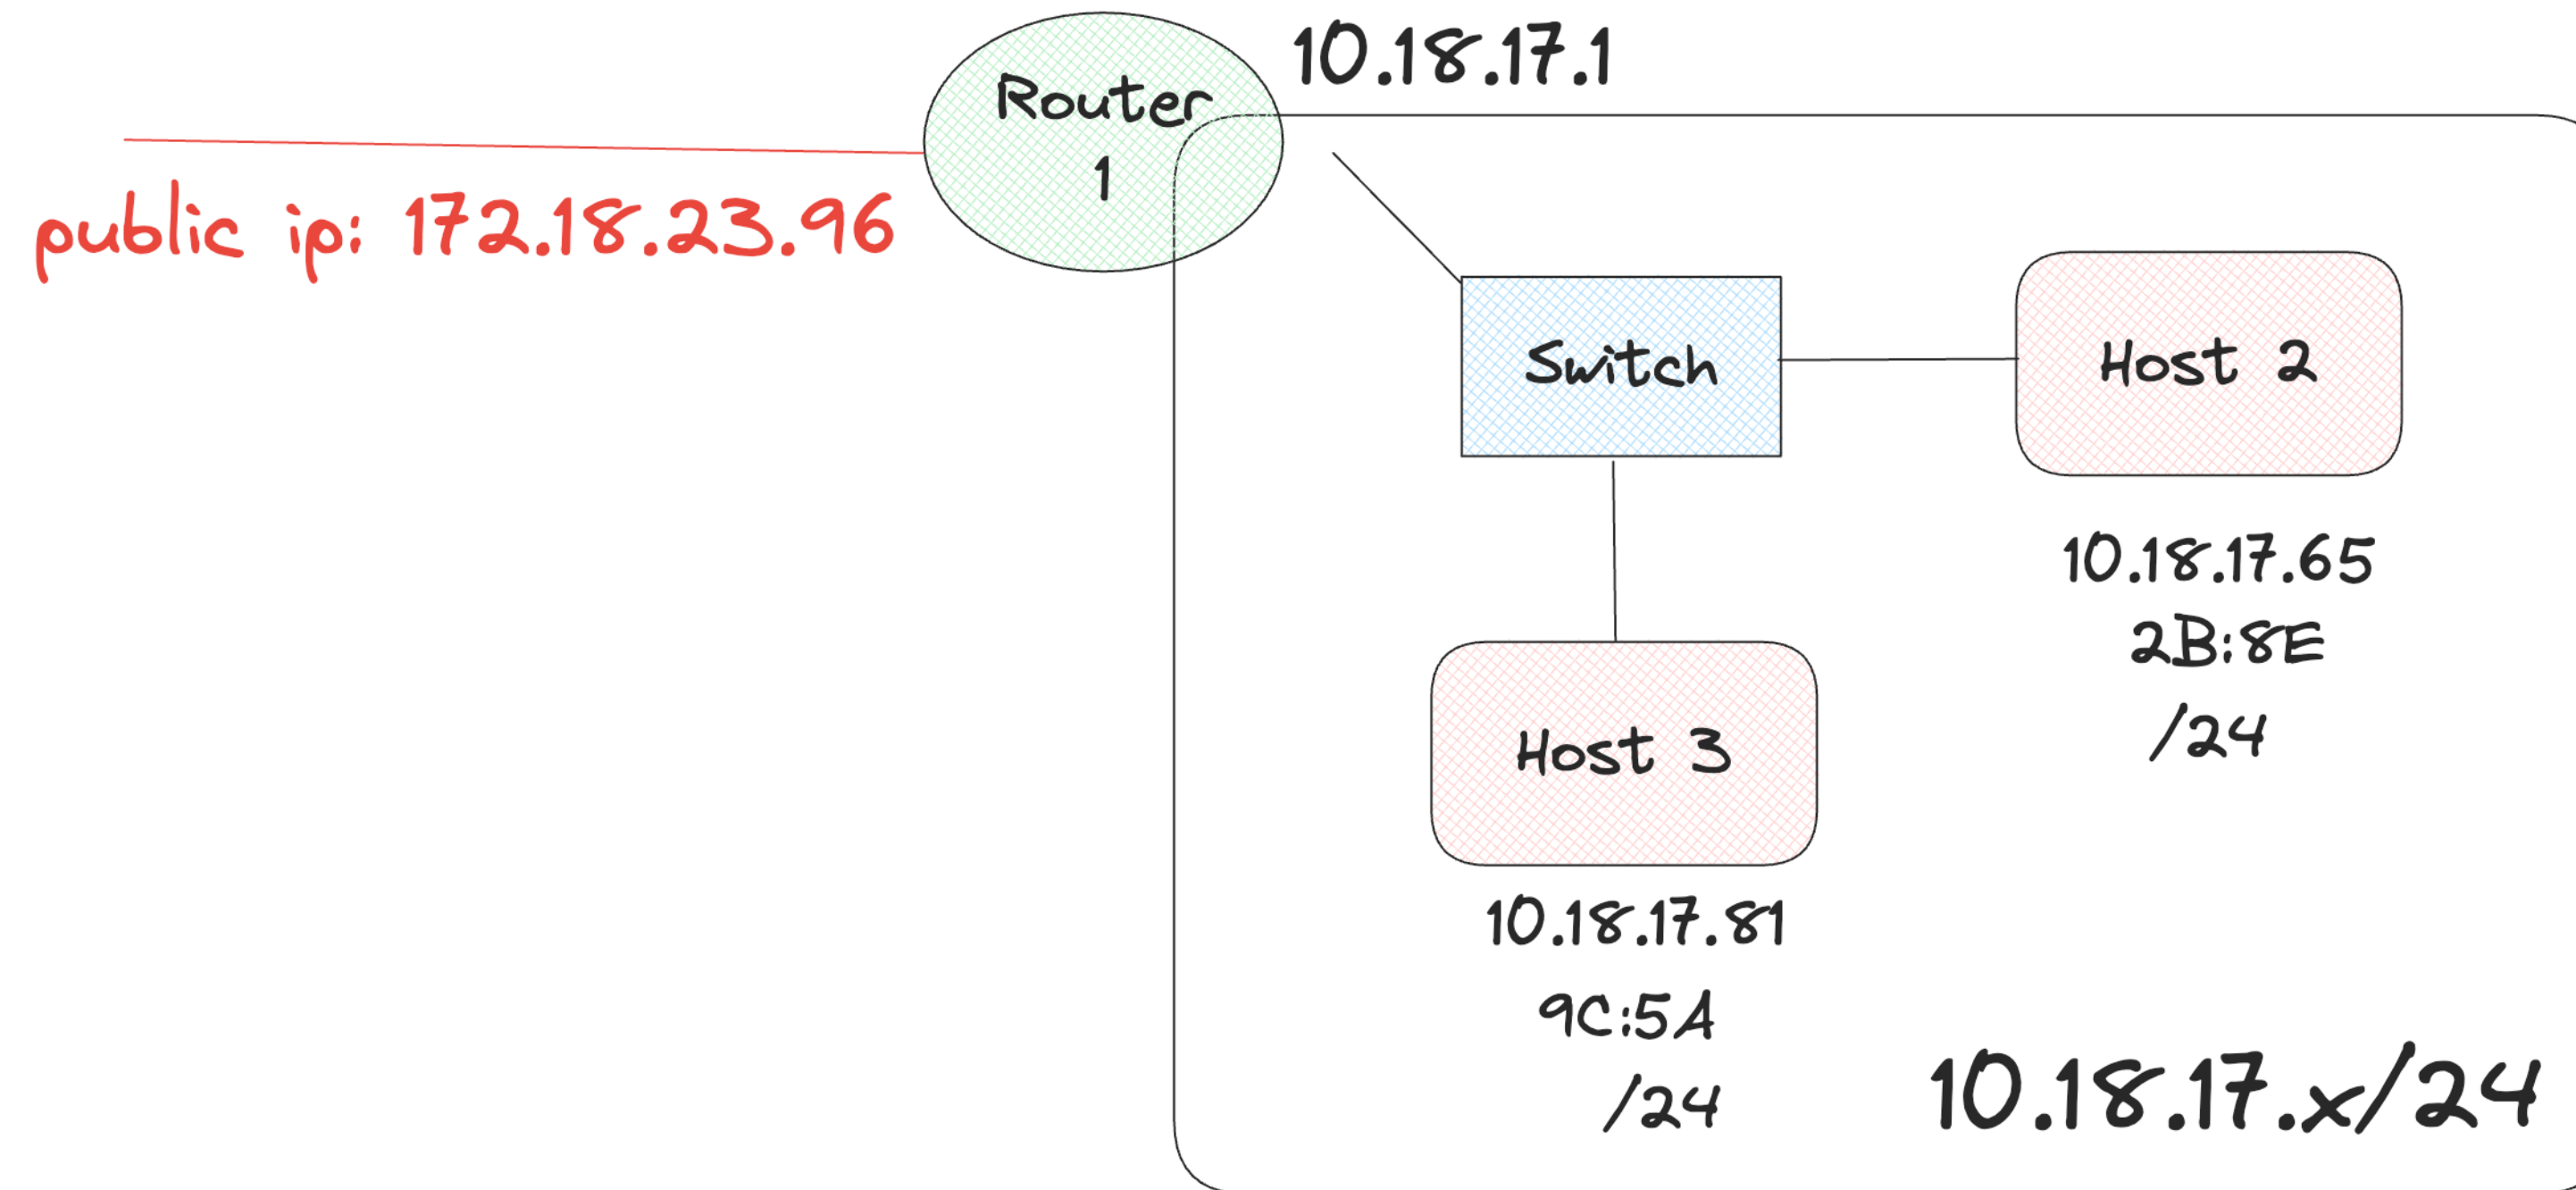 10.18.17.1
Router
1
public ip: 172.18.23.96
Switch
Host 2
10.18.17.65
2B:8E
/24
Host 3
10.18.17.81
9C:5A
/24
10.18.17.x/24